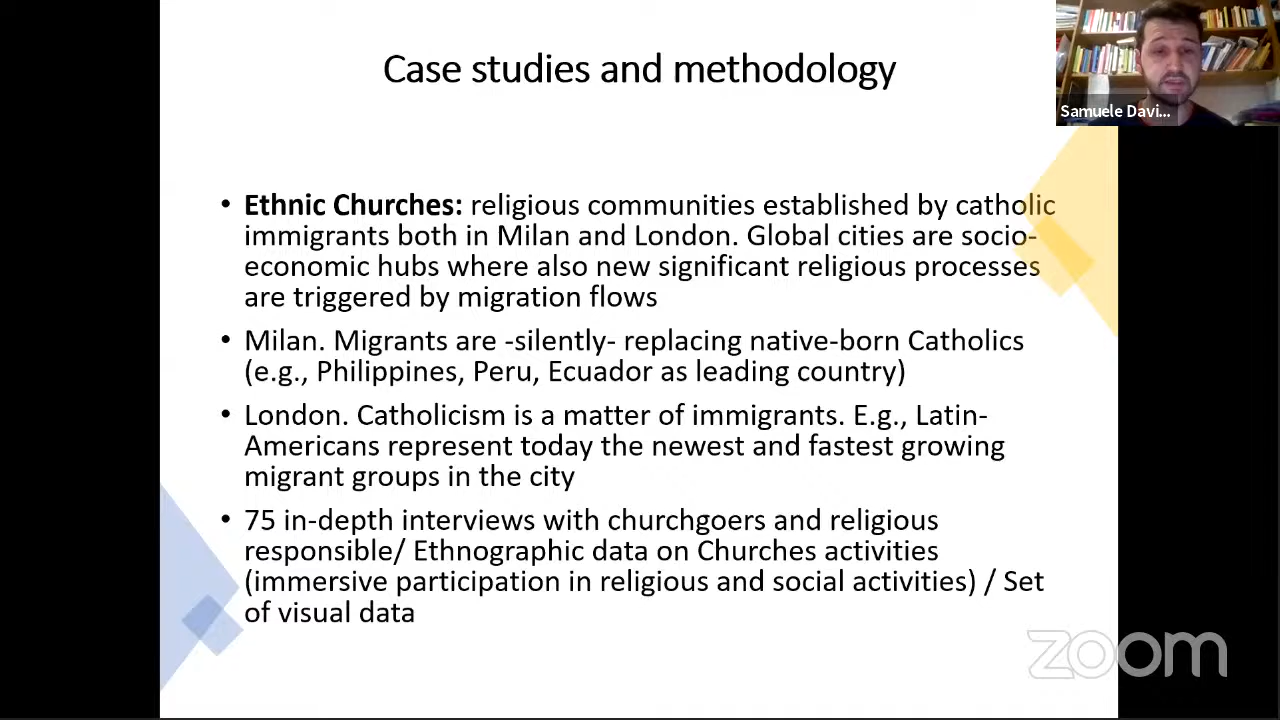 Case studies and methodology
Samuele Davi...
• Ethnic Churches: religious communities established by catholic
immigrants both in Milan and London. Global cities are socio-
economic hubs where also new significant religious processes
are triggered by migration flows
• Milan. Migrants are -silently- replacing native-born Catholics
(e.g., Philippines, Peru, Ecuador as leading country)
• London. Catholicism is a matter of immigrants. E.g., Latin-
Americans represent today the newest and fastest growing
migrant groups in the city
• 75 in-depth interviews with churchgoers and religious
responsible/ Ethnographic data on Churches activities
(immersive participation in religious and social activities) / Set
of visual data
zoom